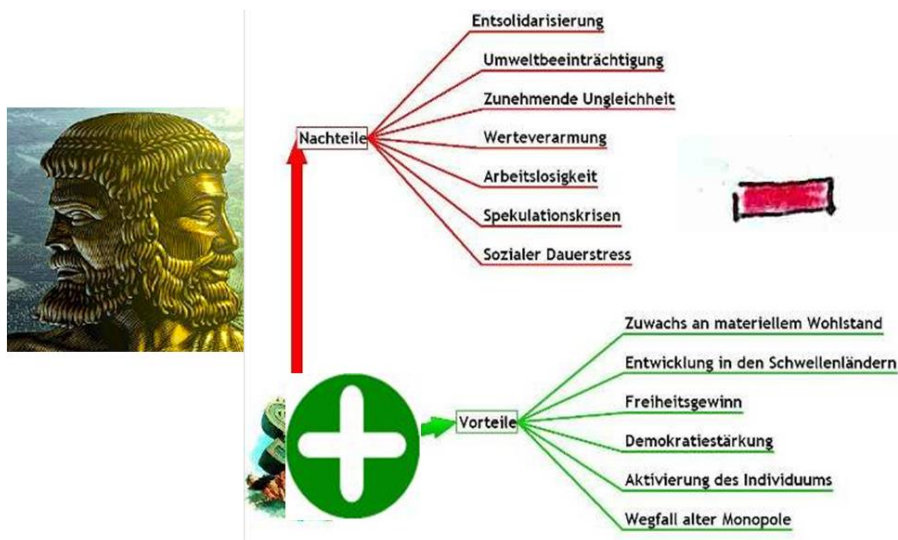 Entsolidarisierung
Umweltbeeinträchtigung
Zunehmende Ungleichheit
Nachteile
Werteverarmung
Arbeitslosigkeit
Spekulationskrisen
Sozialer Dauerstress
Zuwachs an materiellem Wohlstand
Entwicklung in den Schwellenländern
Freiheitsgewinn
Vorteile
Demokratiestärkung
Aktivierung des Individuums
Wegfall alter Monopole